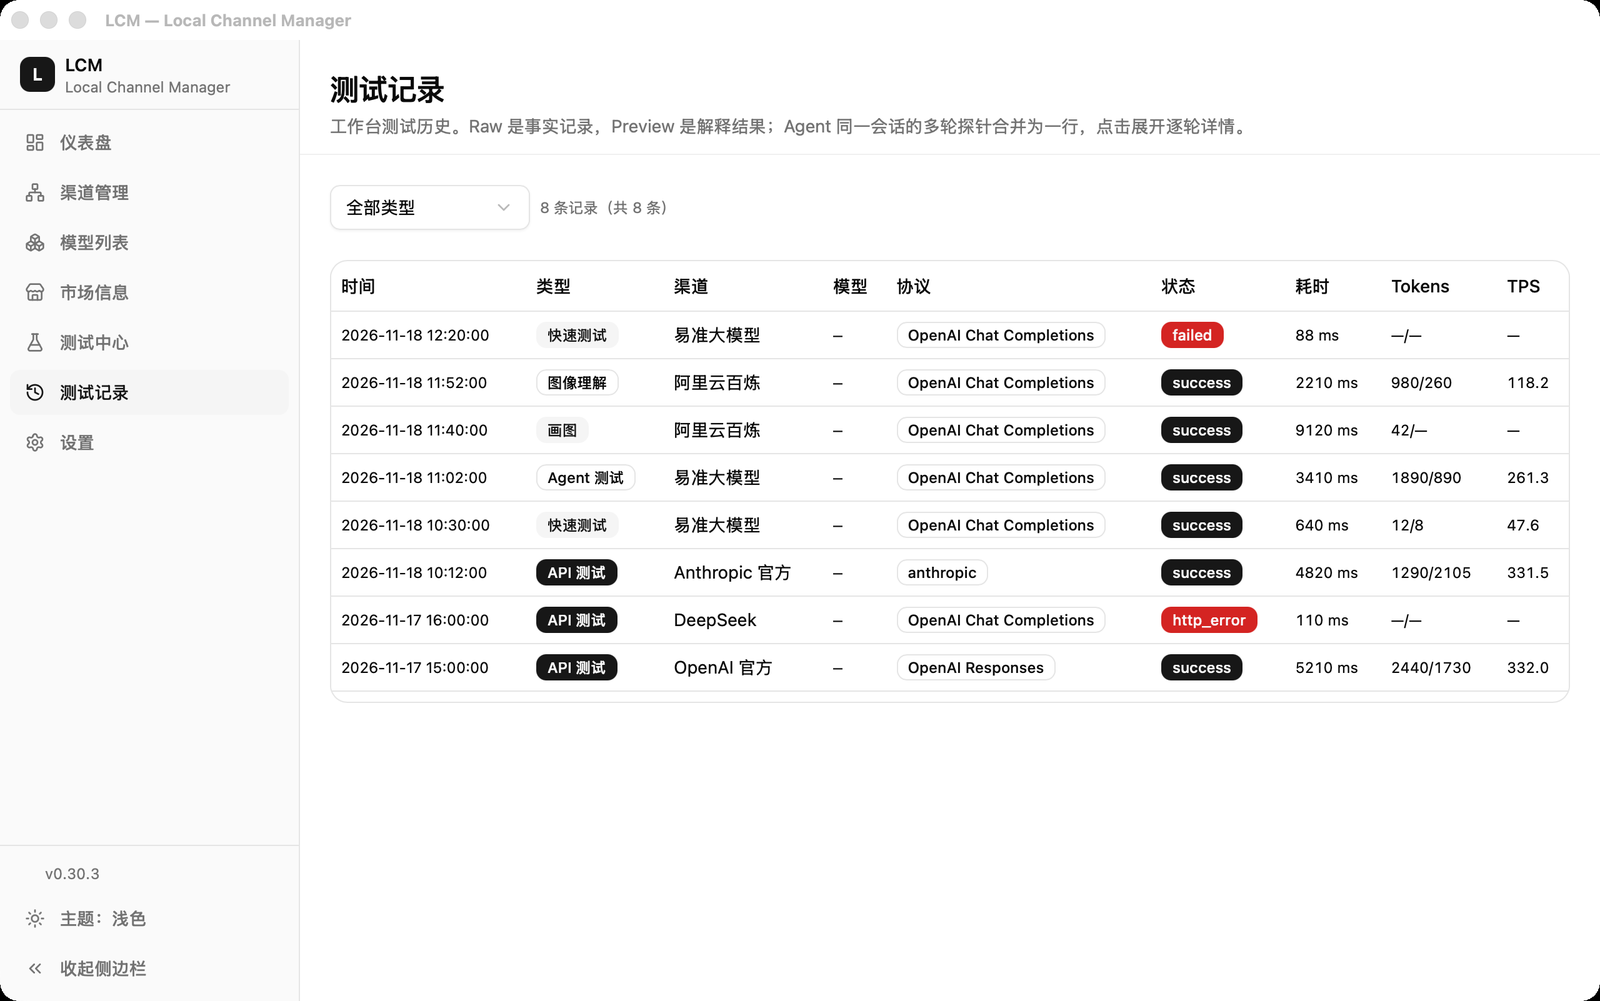 LCM — Local Channel Manager
L
LCM
Local Channel Manager
仪表盘
渠道管理
模型列表
市场信息
测试中心
测试记录
设置
v0.30.3
主题：浅色
收起侧边栏
测试记录
工作台测试历史。Raw 是事实记录，Preview 是解释结果；Agent 同一会话的多轮探针合并为一行，点击展开逐轮详情。
全部类型 8 条记录（共 8 条）
时间 类型 渠道 模型 协议 状态 耗时 Tokens TPS
2026-11-18 12:20:00 快速测试 易准大模型 — OpenAI Chat Completions failed 88 ms —/— —
2026-11-18 11:52:00 图像理解 阿里云百炼 — OpenAI Chat Completions success 2210 ms 980/260 118.2
2026-11-18 11:40:00 画图 阿里云百炼 — OpenAI Chat Completions success 9120 ms 42/— —
2026-11-18 11:02:00 Agent 测试 易准大模型 — OpenAI Chat Completions success 3410 ms 1890/890 261.3
2026-11-18 10:30:00 快速测试 易准大模型 — OpenAI Chat Completions success 640 ms 12/8 47.6
2026-11-18 10:12:00 API 测试 Anthropic 官方 — anthropic success 4820 ms 1290/2105 331.5
2026-11-17 16:00:00 API 测试 DeepSeek — OpenAI Chat Completions http_error 110 ms —/— —
2026-11-17 15:00:00 API 测试 OpenAI 官方 — OpenAI Responses success 5210 ms 2440/1730 332.0